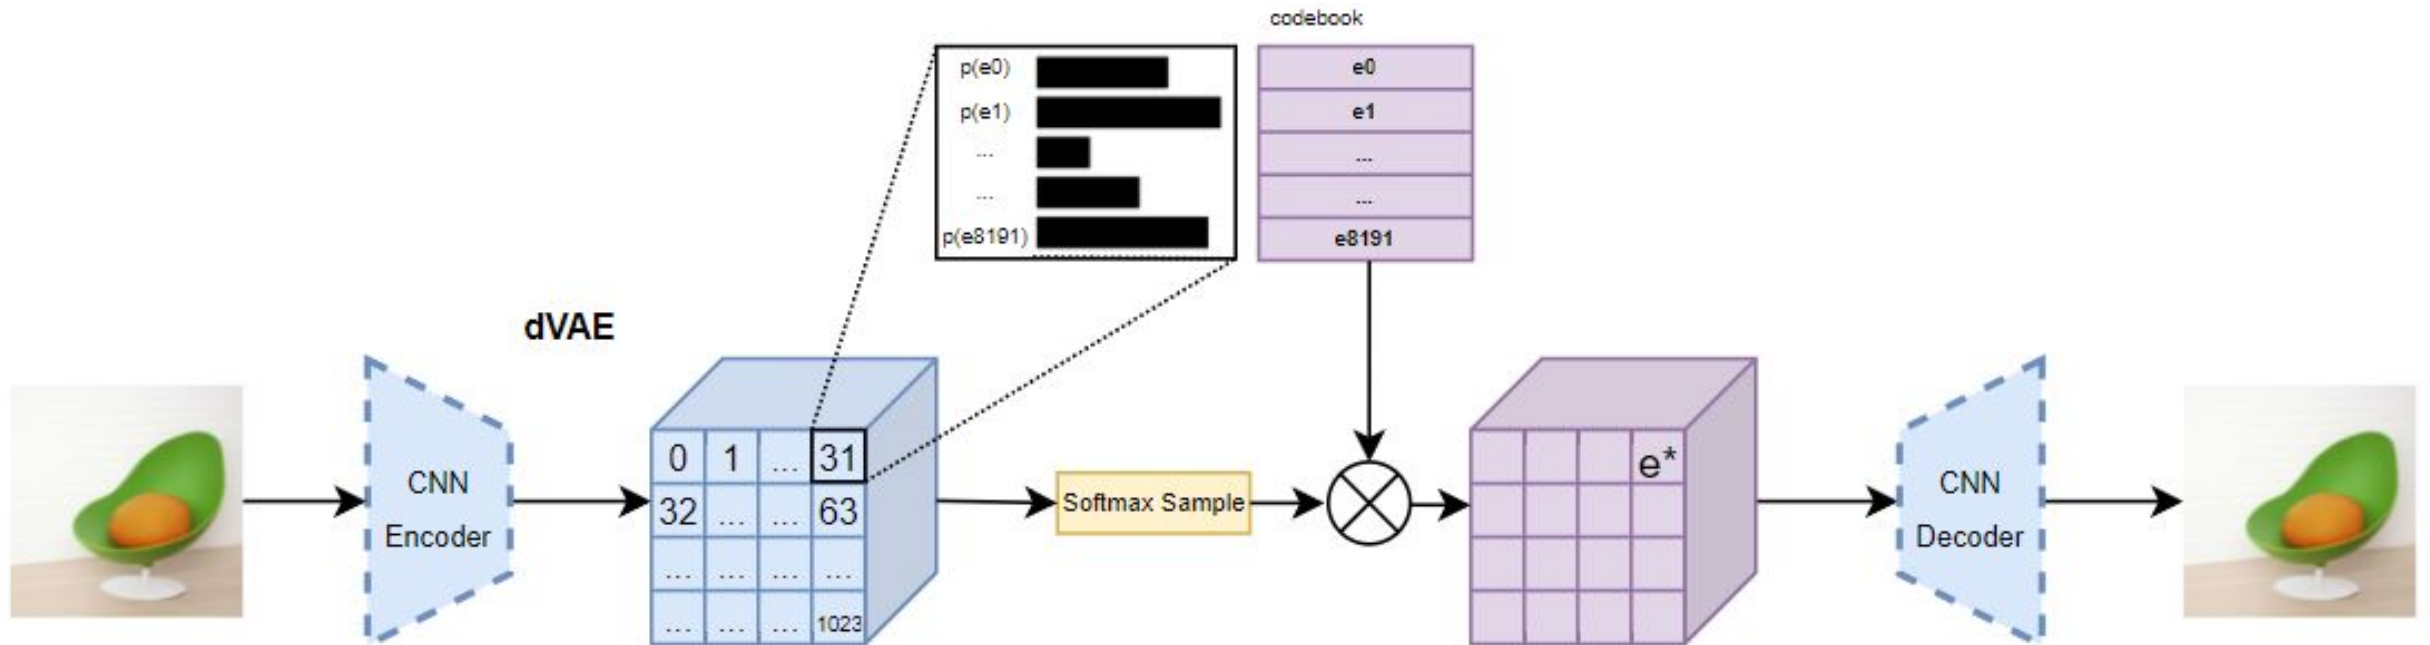 codebook
p(e0)
p(e1)
...
...
p(e8191)
e0
e1
...
...
e8191
dVAE
CNN
Encoder
0 1 ... 31
32 ... ... 63
... ... ... ...
... ... ... 1023
Softmax Sample
e*
CNN
Decoder